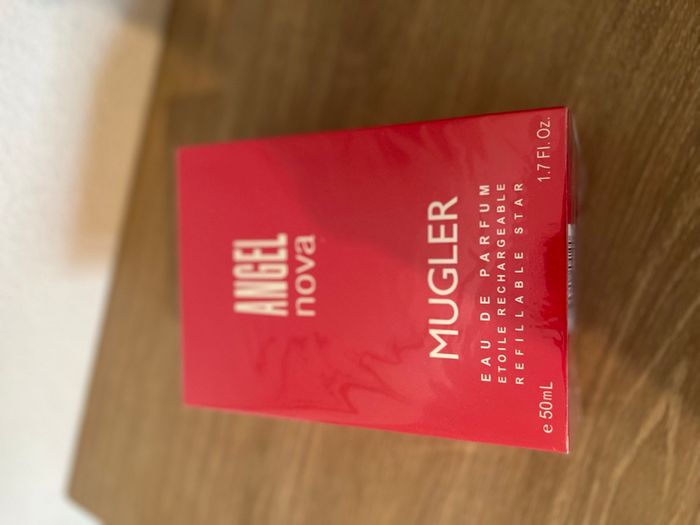 ANGEL
nova
MUGLER
EAU DE PARFUM
ETOILE RECHARGEABLE
REFILLABLE STAR
e 50mL 1.7 Fl. Oz.